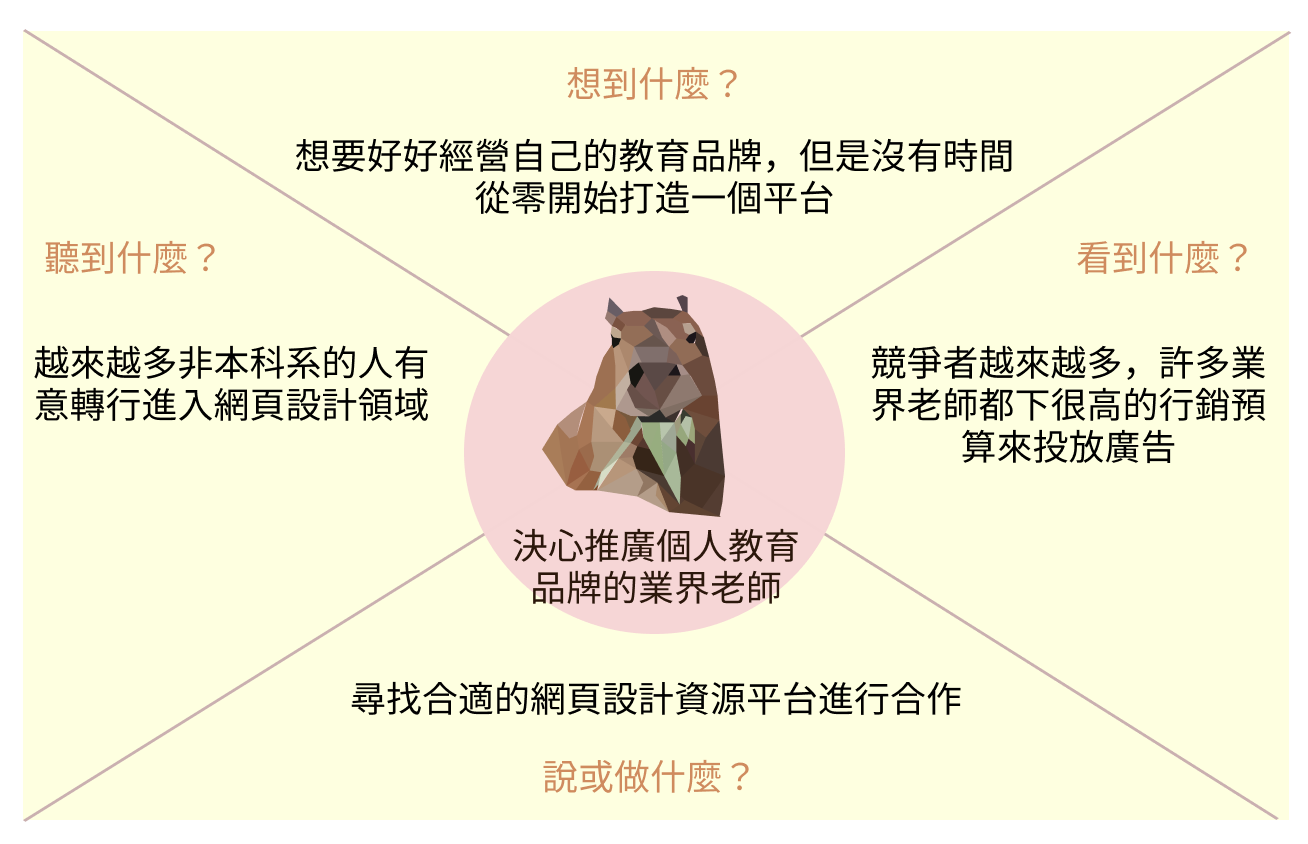 想到什麼？
想要好好經營自己的教育品牌，但是沒有時間
從零開始打造一個平台
聽到什麼？
越來越多非本科系的人有
意轉行進入網頁設計領域
看到什麼？
競爭者越來越多，許多業
界老師都下很高的行銷預
算來投放廣告
決心推廣個人教育
品牌的業界老師
尋找合適的網頁設計資源平台進行合作
說或做什麼？